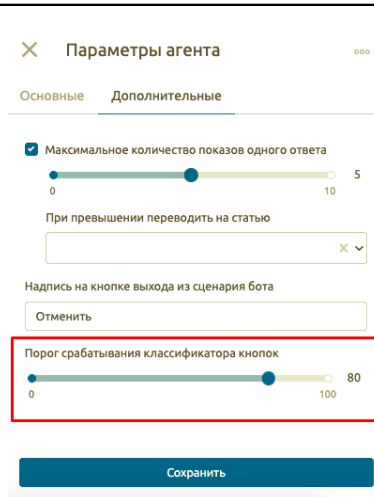 Параметры агента
Основные Дополнительные
Максимальное количество показов одного ответа
5
0 10
При превышении переводить на статью
Надпись на кнопке выхода из сценария бота
Отменить
Порог срабатывания классификатора кнопок
80
0 100
Сохранить